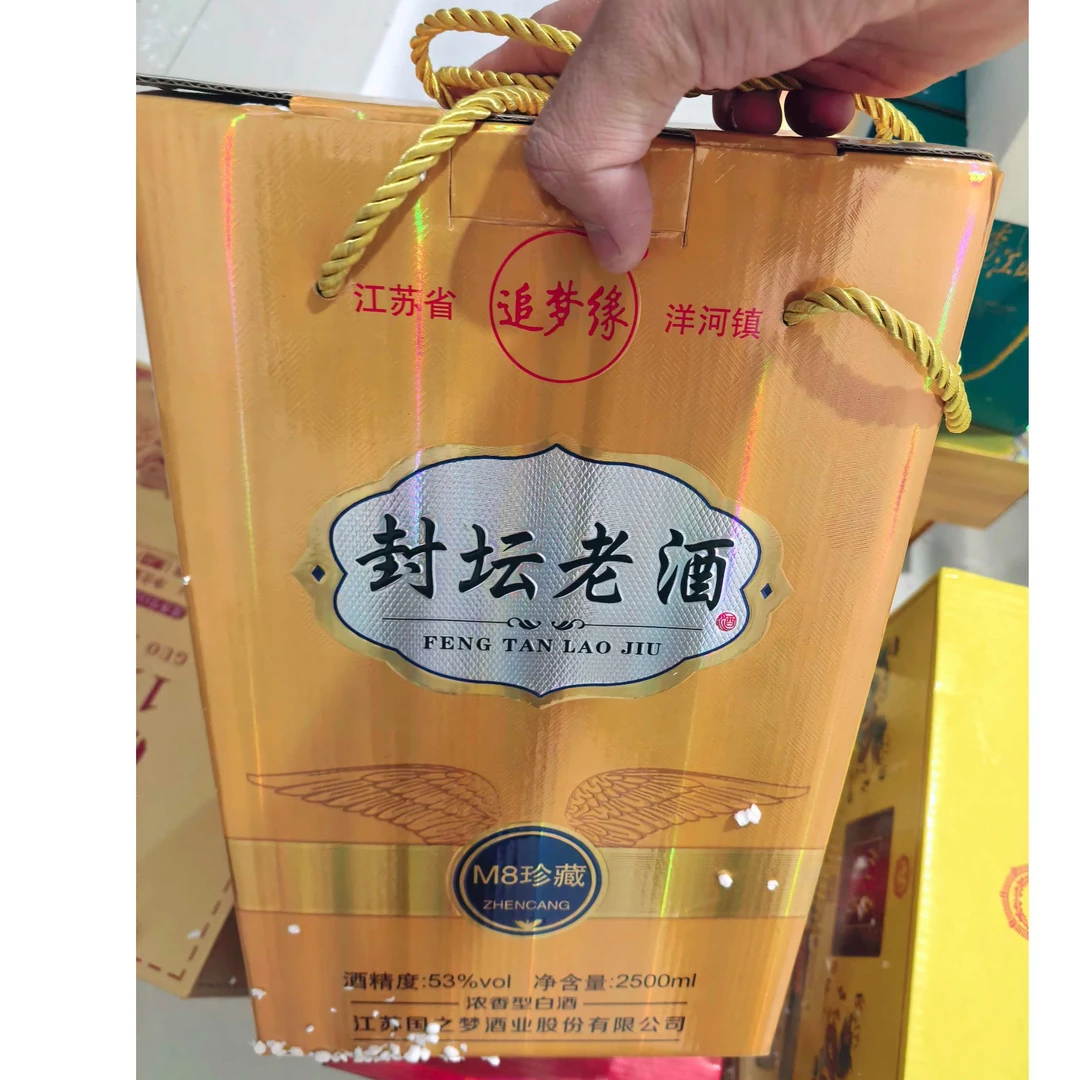 江苏省 追梦缘 洋河镇
封坛老酒
FENG TAN LAO JIU
酒
M8珍藏
ZHENCANG
酒精度:53%vol 净含量:2500ml
浓香型白酒
江苏国之梦酒业股份有限公司